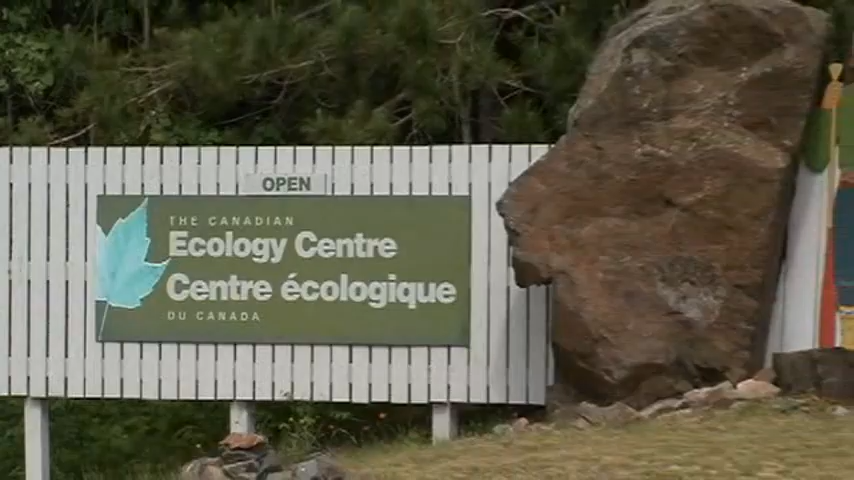 OPEN
THE CANADIAN
Ecology Centre
Centre écologique
DU CANADA